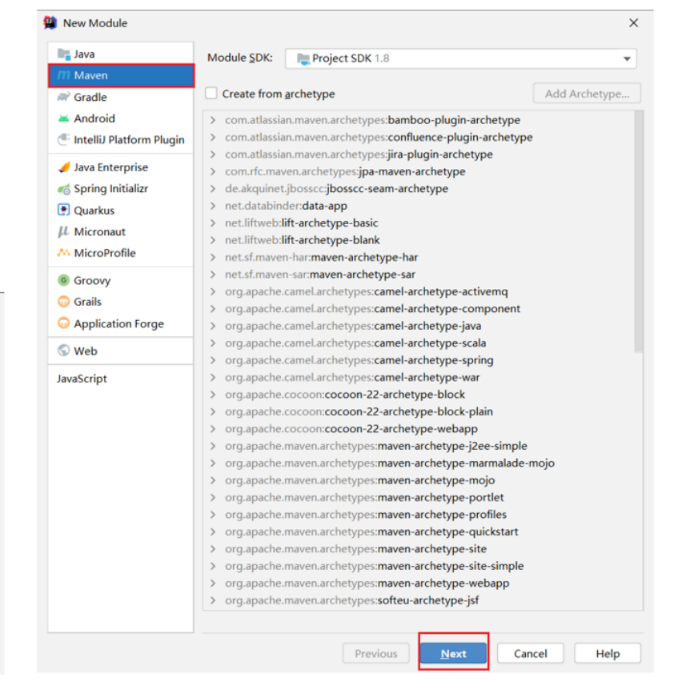 New Module
Java
Maven
Gradle
Android
IntelliJ Platform Plugin
Java Enterprise
Spring Initializr
Quarkus
Micronaut
MicroProfile
Groovy
Grails
Application Forge
Web
JavaScript
Module SDK: Project SDK 1.8
Create from archetype Add Archetype...
com.atlassian.maven.archetypes:bamboo-plugin-archetype
com.atlassian.maven.archetypes:confluence-plugin-archetype
com.atlassian.maven.archetypes:jira-plugin-archetype
com.rfc.maven.archetypes:jpa-maven-archetype
de.akquinet.jbosscc:jbosscc-seam-archetype
net.databinder:data-app
net.liftweb:lift-archetype-basic
net.liftweb:lift-archetype-blank
net.sf.maven-har:maven-archetype-har
net.sf.maven-sar:maven-archetype-sar
org.apache.camel.archetypes:camel-archetype-activemq
org.apache.camel.archetypes:camel-archetype-component
org.apache.camel.archetypes:camel-archetype-java
org.apache.camel.archetypes:camel-archetype-scala
org.apache.camel.archetypes:camel-archetype-spring
org.apache.camel.archetypes:camel-archetype-war
org.apache.cocoon:cocoon-22-archetype-block
org.apache.cocoon:cocoon-22-archetype-block-plain
org.apache.cocoon:cocoon-22-archetype-webapp
org.apache.maven.archetypes:maven-archetype-j2ee-simple
org.apache.maven.archetypes:maven-archetype-marmalade-mojo
org.apache.maven.archetypes:maven-archetype-mojo
org.apache.maven.archetypes:maven-archetype-portlet
org.apache.maven.archetypes:maven-archetype-profiles
org.apache.maven.archetypes:maven-archetype-quickstart
org.apache.maven.archetypes:maven-archetype-site
org.apache.maven.archetypes:maven-archetype-site-simple
org.apache.maven.archetypes:maven-archetype-webapp
org.apache.maven.archetypes:softeu-archetype-jsf
Previous Next Cancel Help